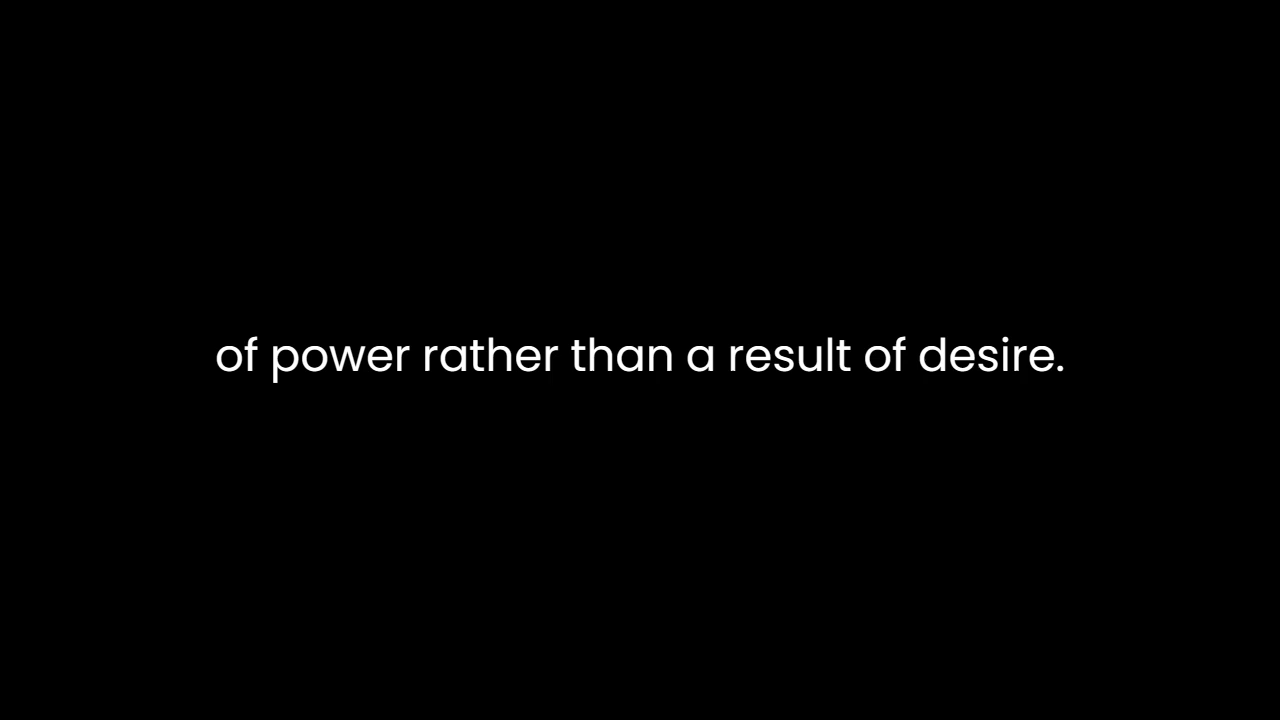 of power rather than a result of desire.